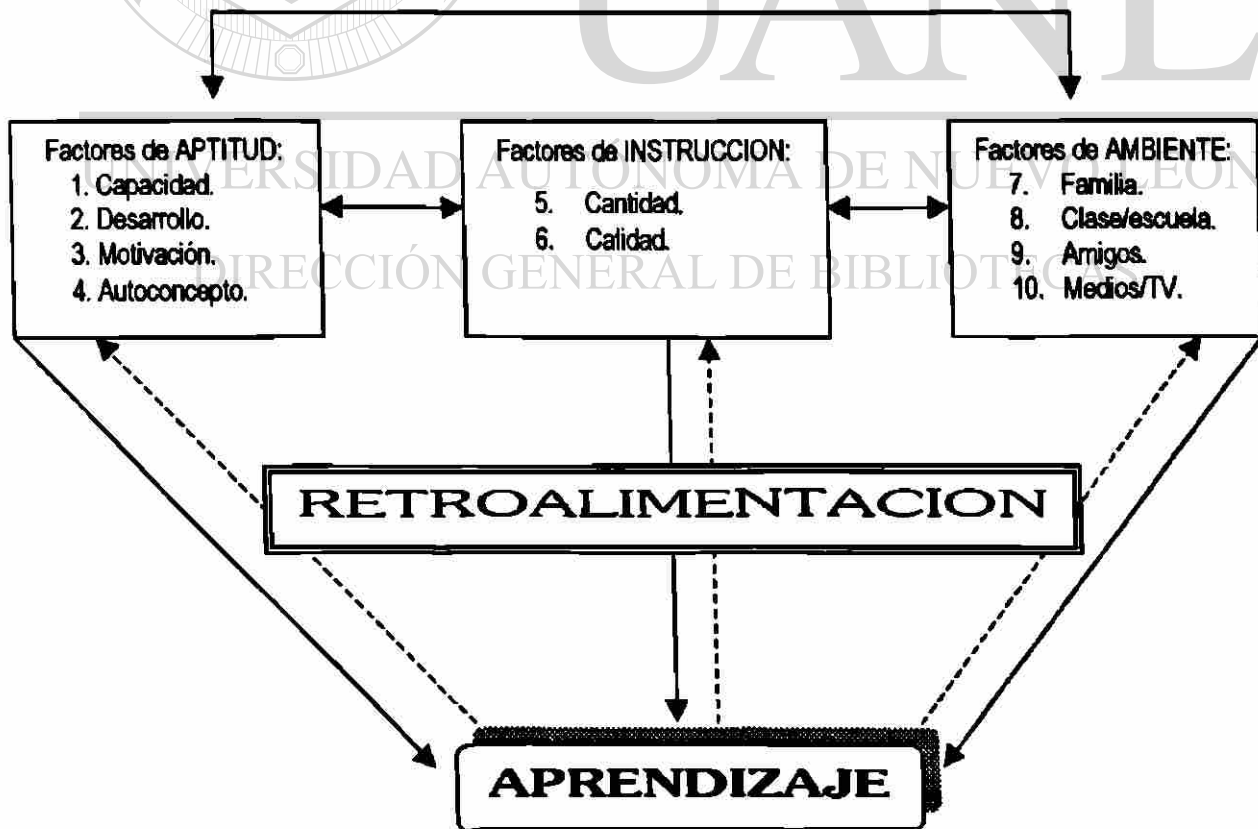 UANL
Factores de APTITUD:
1. Capacidad.
2. Desarrollo.
3. Motivación.
4. Autoconcepto.
Factores de INSTRUCCION:
5. Cantidad.
6. Calidad.
Factores de AMBIENTE:
7. Familia.
8. Clase/escuela.
9. Amigos.
10. Medios/TV.
UNIVERSIDAD AUTÓNOMA DE NUEVO LEÓN
DIRECCIÓN GENERAL DE BIBLIOTECAS
RETROALIMENTACION
APRENDIZAJE